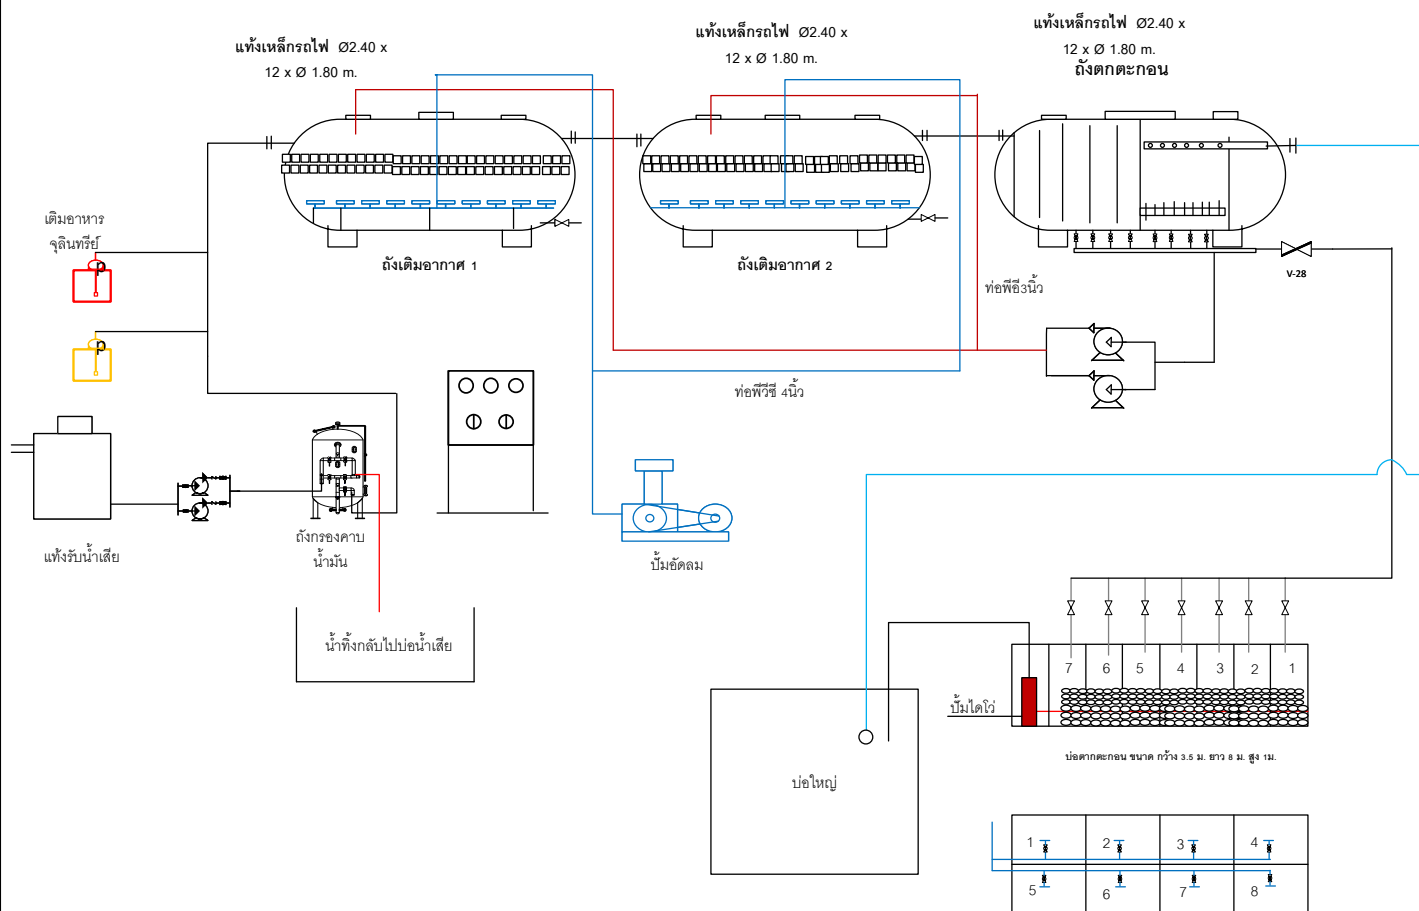 แท้งเหล็กรถไฟ Ø2.40 x
12 x Ø 1.80 m.
แท้งเหล็กรถไฟ Ø2.40 x
12 x Ø 1.80 m.
แท้งเหล็กรถไฟ Ø2.40 x
12 x Ø 1.80 m.
ถังตกตะกอน
เติมอาหาร
จุลินทรีย์
p
p
ถังเติมอากาศ 1
ถังเติมอากาศ 2
ท่อพีอี3นิ้ว
V-28
ท่อพีวีซี 4นิ้ว
แท้งรับน้ำเสีย
ถังกรองคาบ
น้ำมัน
ปั๊มอัดลม
น้ำทิ้งกลับไปบ่อน้ำเสีย
7 6 5 4 3 2 1
ปั๊มไดโว่
บ่อตากตะกอน ขนาด กว้าง 3.5 ม. ยาว 8 ม. สูง 1ม.
บ่อใหญ่
1 2 3 4
5 6 7 8